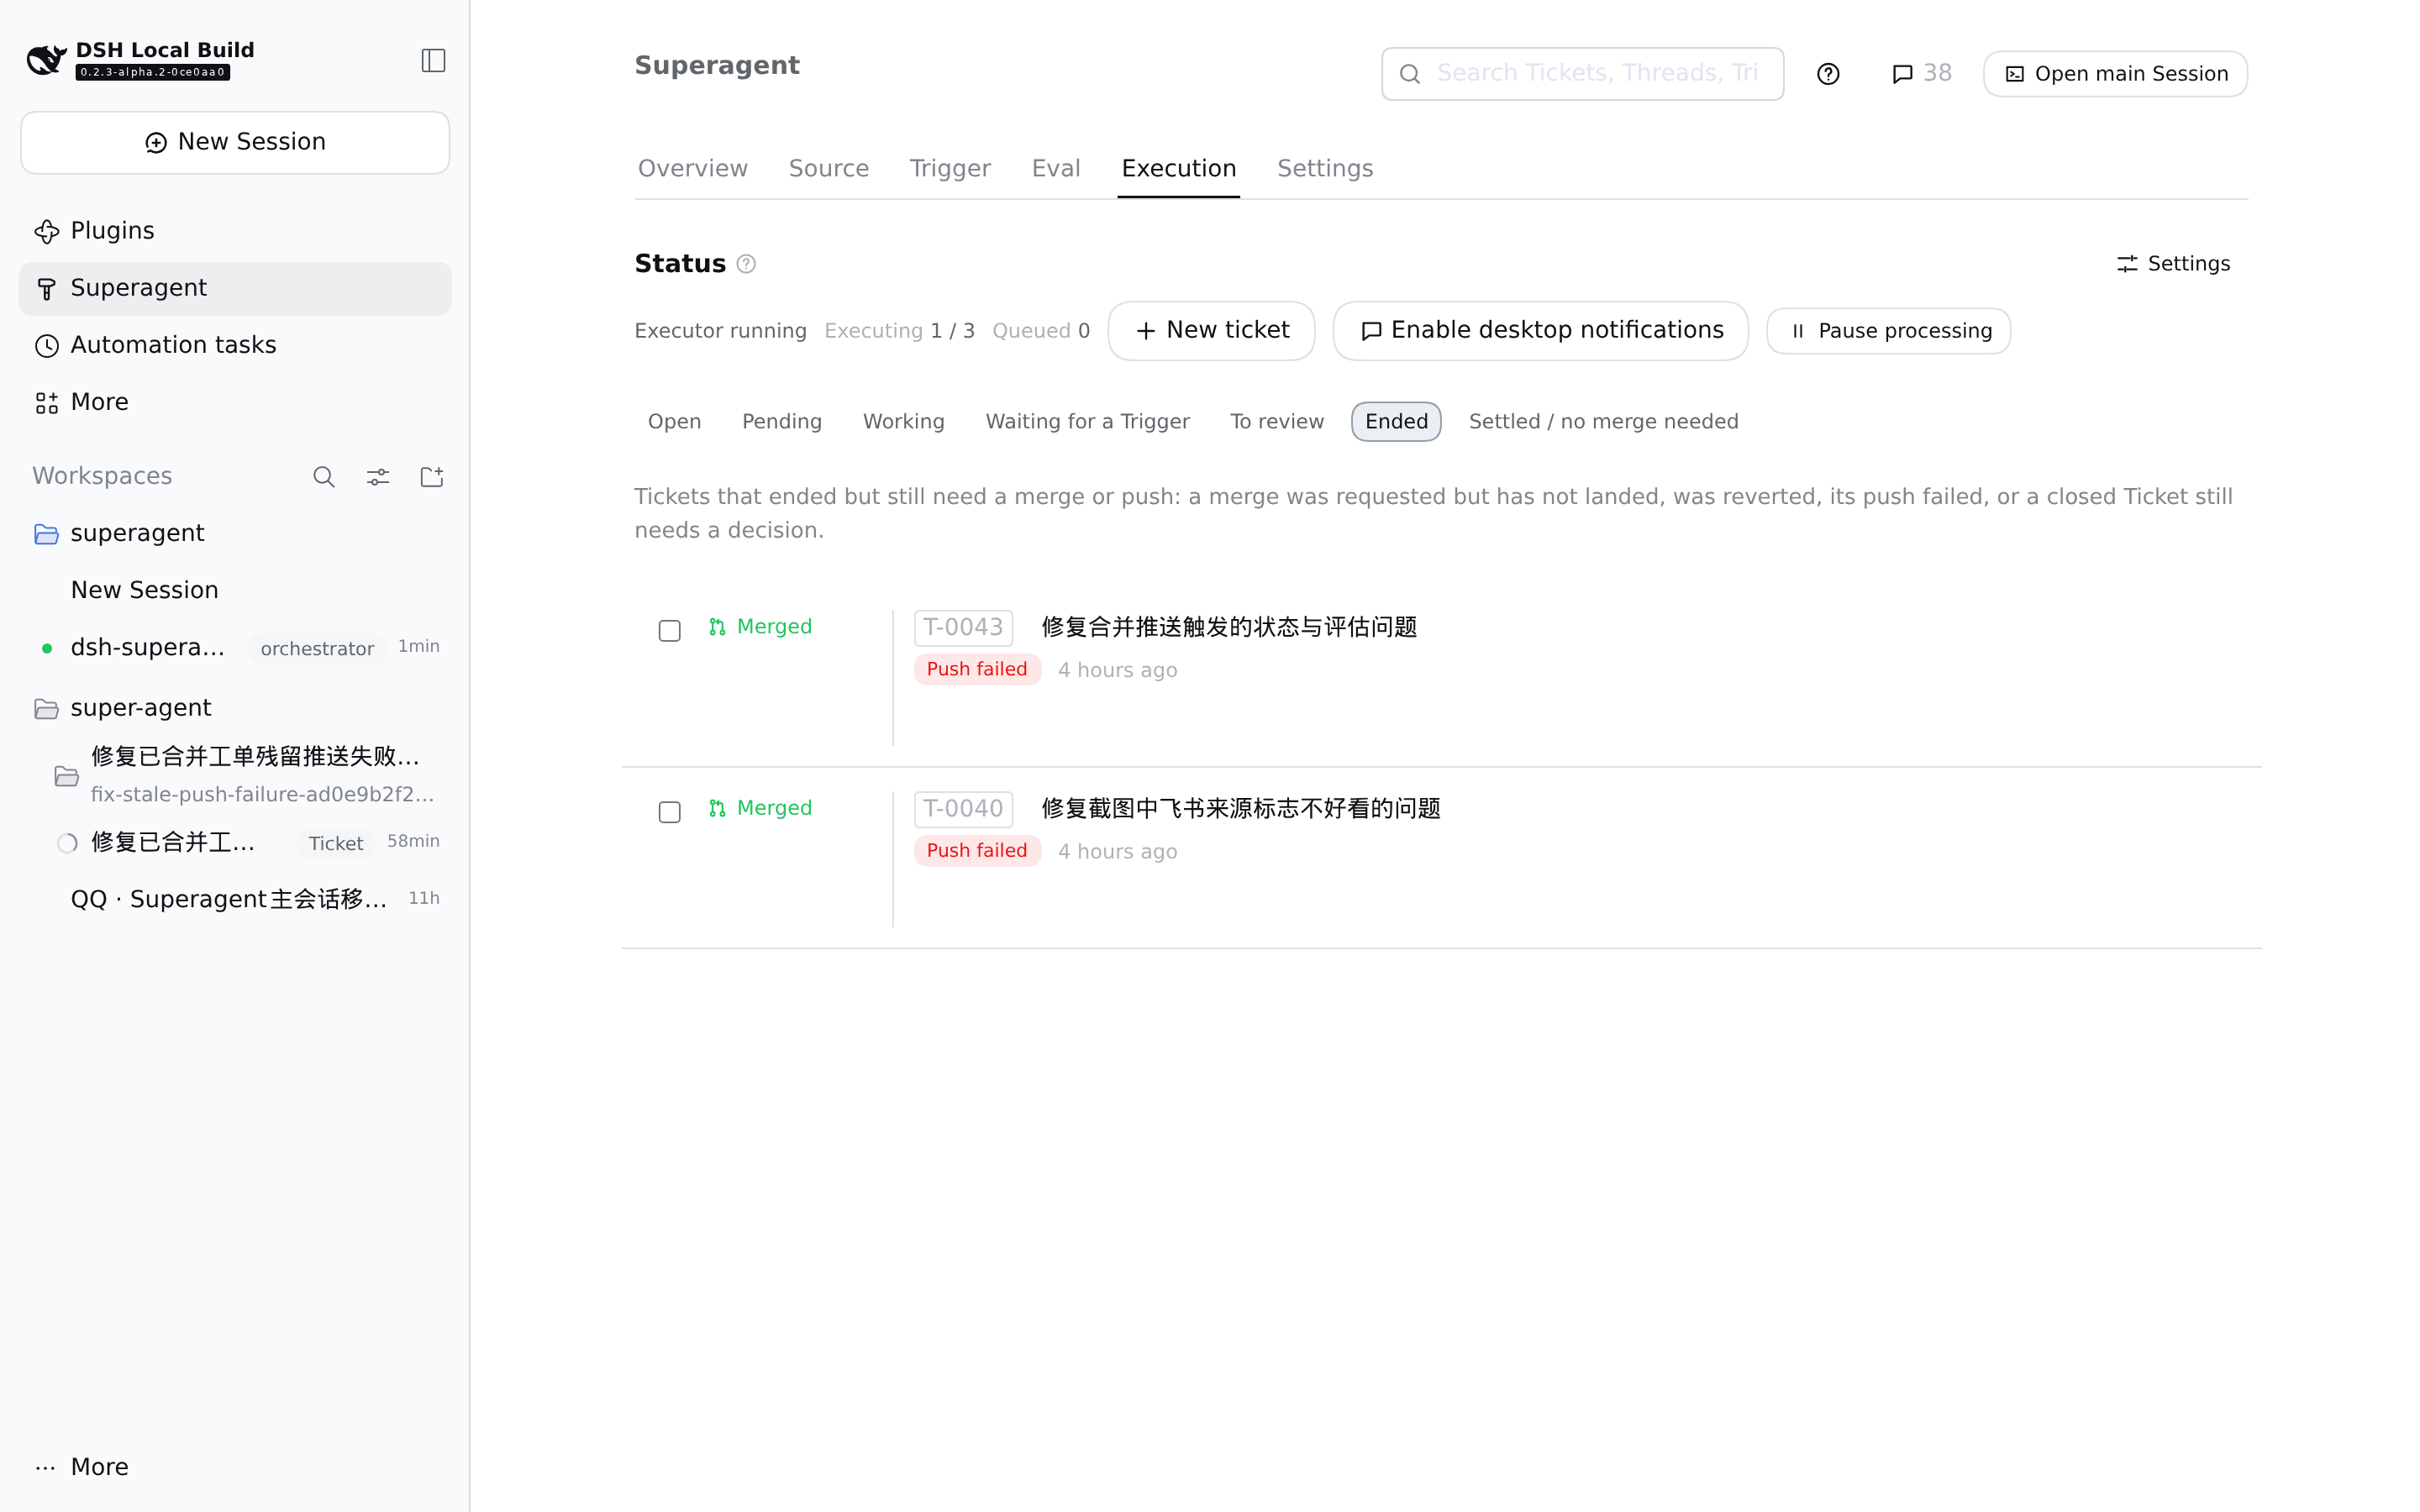 DSH Local Build
0.2.3-alpha.2-0ce0aa0
New Session
Plugins
Superagent
Automation tasks
More
Workspaces
superagent
New Session
dsh-supera... orchestrator 1min
super-agent
修复已合并工单残留推送失败...
fix-stale-push-failure-ad0e9b2f2...
修复已合并工... Ticket 58min
QQ · Superagent主会话移... 11h
More
Superagent
Search Tickets, Threads, Tri
38
Open main Session
Overview Source Trigger Eval Execution Settings
Status
Settings
Executor running Executing 1 / 3 Queued 0 New ticket Enable desktop notifications Pause processing
Open Pending Working Waiting for a Trigger To review Ended Settled / no merge needed
Tickets that ended but still need a merge or push: a merge was requested but has not landed, was reverted, its push failed, or a closed Ticket still
needs a decision.
Merged T-0043 修复合并推送触发的状态与评估问题
Push failed 4 hours ago
Merged T-0040 修复截图中飞书来源标志不好看的问题
Push failed 4 hours ago